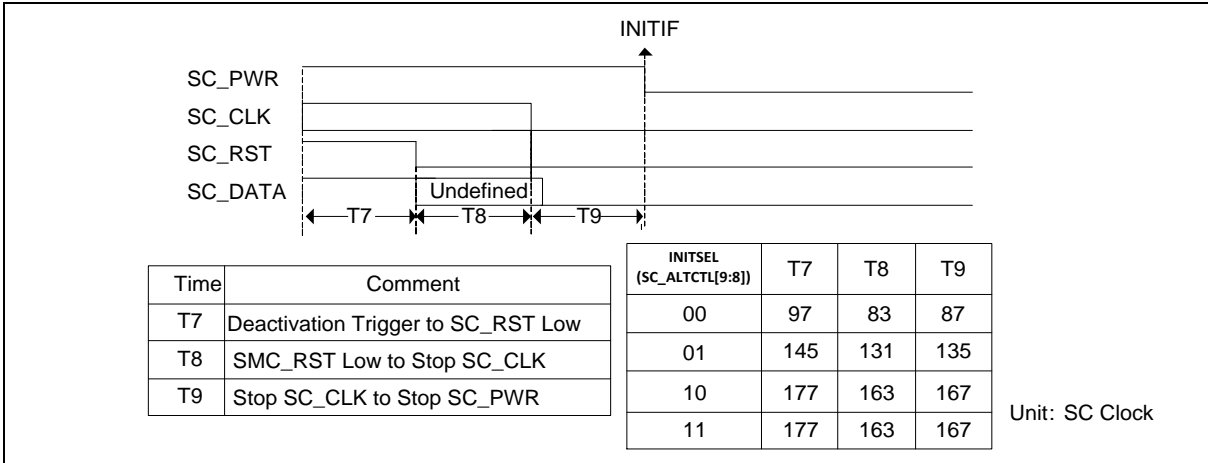 INITIF
SC_PWR
SC_CLK
SC_RST
SC_DATA
Undefined
T7
T8
T9
Time Comment
T7 Deactivation Trigger to SC_RST Low
T8 SMC_RST Low to Stop SC_CLK
T9 Stop SC_CLK to Stop SC_PWR
INITSEL
(SC_ALTCTL[9:8]) T7 T8 T9
00 97 83 87
01 145 131 135
10 177 163 167
11 177 163 167
Unit: SC Clock